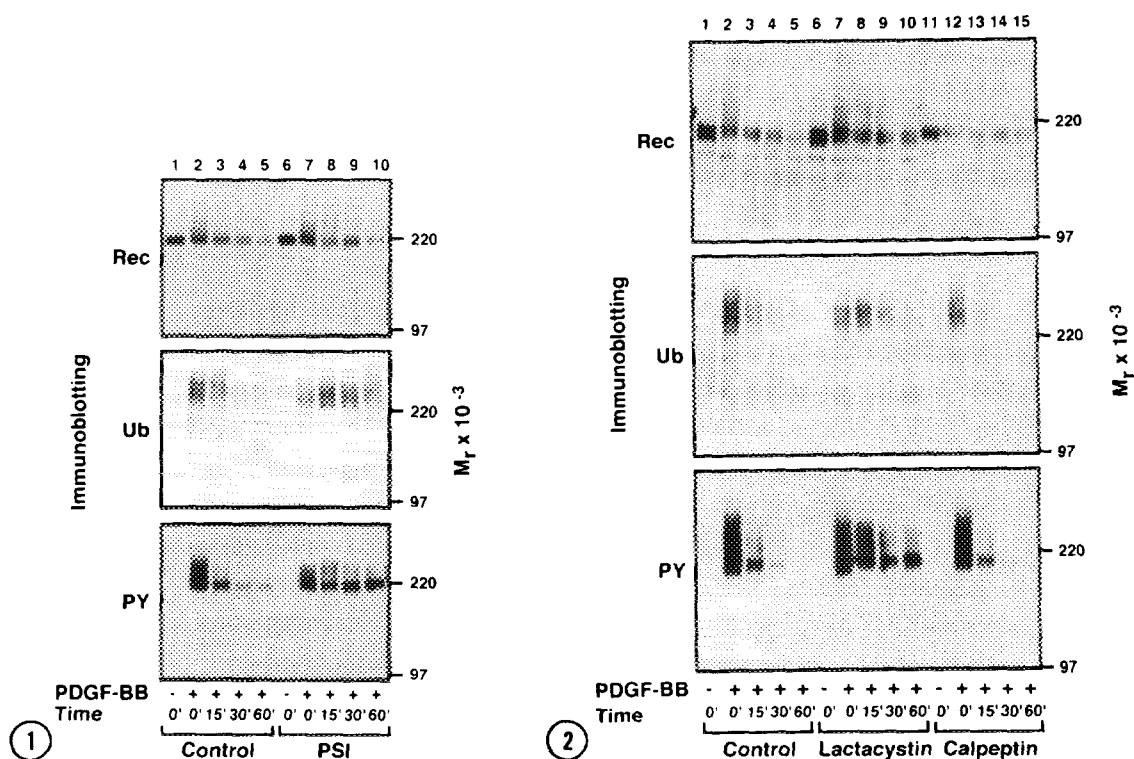 1 2 3 4 5 6 7 8 9 10
Rec
220
97
Ub
220
97
PY
220
97
Immunoblotting
Mr x 10 -3
PDGF-BB - + + + + - + + + +
Time 0' 0' 15' 30' 60' 0' 0' 15' 30' 60'
Control PSI
1
1 2 3 4 5 6 7 8 9 10 11 12 13 14 15
Rec
220
97
Ub
220
97
PY
220
97
Immunoblotting
Mr x 10 -3
PDGF-BB - + + + + - + + + + - + + + +
Time 0' 0' 15' 30' 60' 0' 0' 15' 30' 60' 0' 0' 15' 30' 60'
Control Lactacystin Calpeptin
2